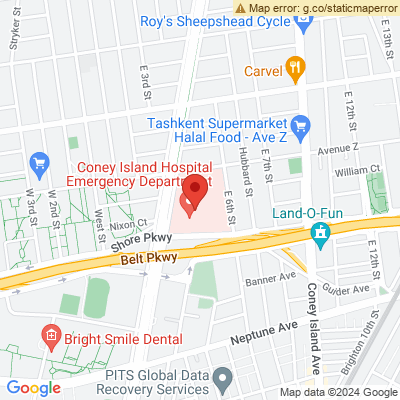 Map error: g.co/staticmaperror
Stryker St
E 3rd St
Roy's Sheepshead Cycle
E 13th St
Carvel
E 12th St
Tashkent Supermarket
Halal Food - Ave Z
Hubbard St
E 7th St
Avenue Z
William Ct
Coney Island Hospital
Emergency Department
W 3rd St
W 2nd St
West St
Nixon Ct
E 6th St
Land-O-Fun
Shore Pkwy
Belt Pkwy
E 12th St
Banner Ave
Guider Ave
Coney Island Ave
Neptune Ave
Brighton 10th St
Bright Smile Dental
PITS Global Data
Recovery Services
Google
Map data ©2024 Google